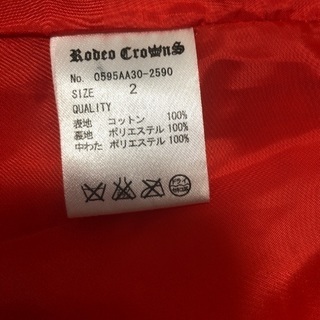 Rodeo CrownS
No. 0595AA30-2590
SIZE 2
QUALITY
表地 コットン 100%
裏地 ポリエステル 100%
中わた ポリエステル 100%